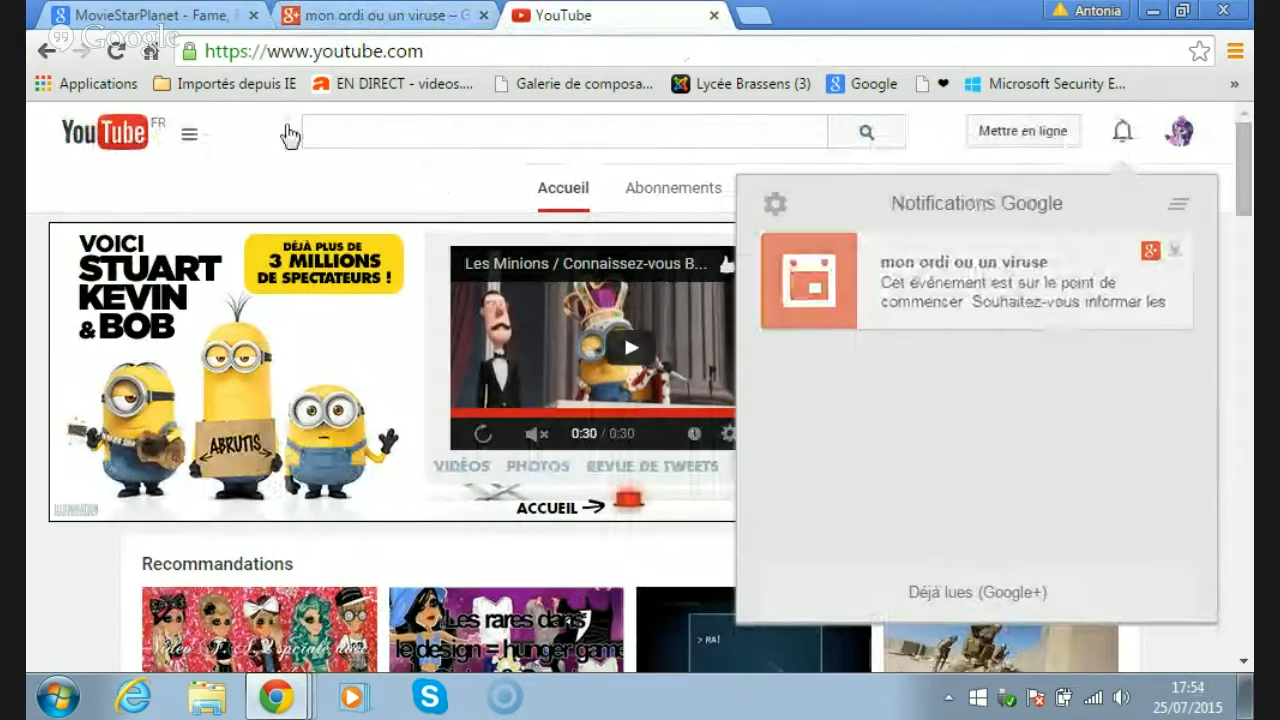 MovieStarPlanet - Fame, F
mon ordi ou un viruse – G
YouTube
Antonia
Google
https://www.youtube.com
Applications
Importés depuis IE
EN DIRECT - videos....
Galerie de composa...
Lycée Brassens (3)
Google
Microsoft Security E...
»
YouTube FR
Mettre en ligne
Accueil
Abonnements
Notifications Google
mon ordi ou un viruse
Cet événement est sur le point de
commencer Souhaitez-vous informer les
Déjà lues (Google+)
VOICI
STUART
KEVIN
& BOB
DÉJÀ PLUS DE
3 MILLIONS
DE SPECTATEURS !
ABRUTIS
ILLUMINATION
Les Minions / Connaissez-vous B...
0:30 / 0:30
VIDÉOS
PHOTOS
REVUE DE TWEETS
ACCUEIL
Recommandations
Les rares dans
le design = hunger game
> HA!
17:54
25/07/2015